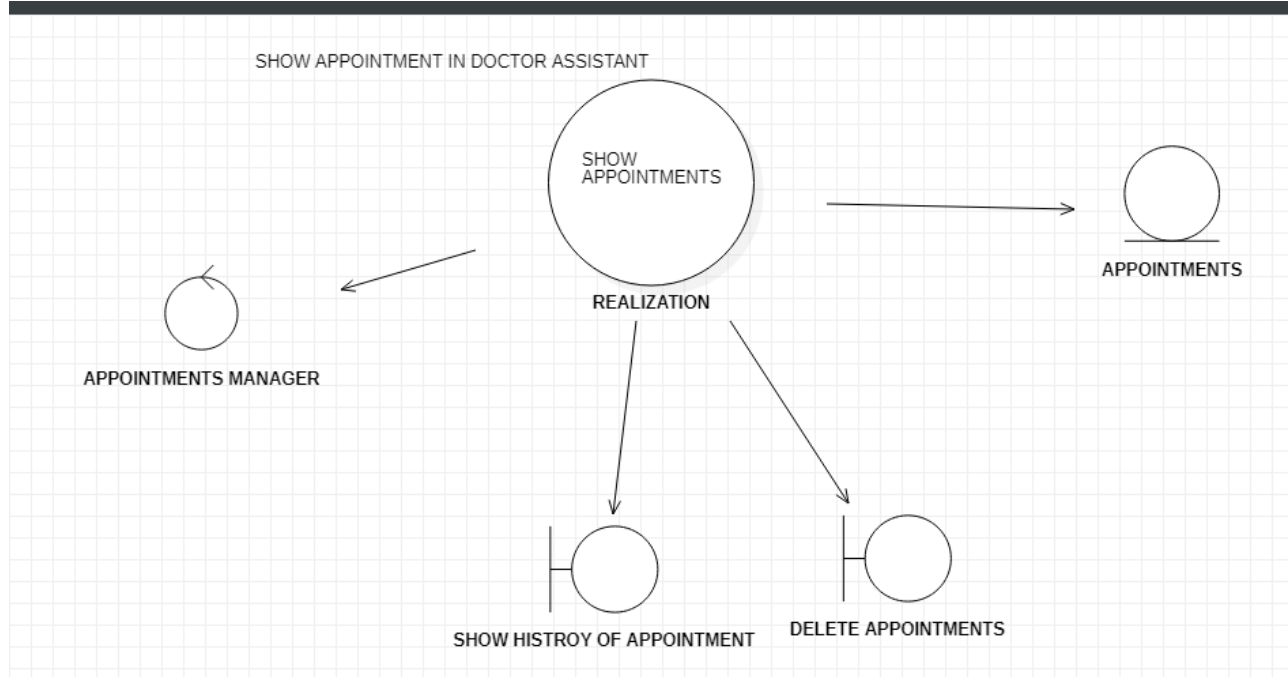 SHOW APPOINTMENT IN DOCTOR ASSISTANT
SHOW
APPOINTMENTS
REALIZATION
APPOINTMENTS
APPOINTMENTS MANAGER
SHOW HISTROY OF APPOINTMENT
DELETE APPOINTMENTS